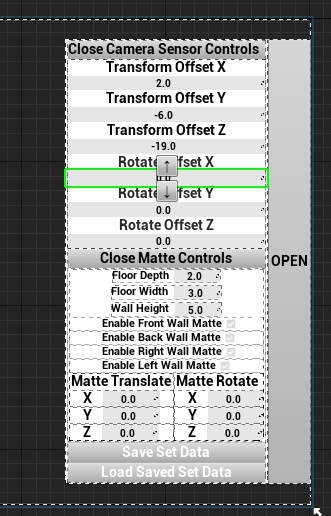 Close Camera Sensor Controls
Transform Offset X
2.0
Transform Offset Y
-6.0
Transform Offset Z
-19.0
Rotate Offset X
0.0
Rotate Offset Y
0.0
Rotate Offset Z
0.0
Close Matte Controls
OPEN
Floor Depth 2.0
Floor Width 3.0
Wall Height 5.0
Enable Front Wall Matte
Enable Back Wall Matte
Enable Right Wall Matte
Enable Left Wall Matte
Matte Translate Matte Rotate
X 0.0 X 0.0
Y 0.0 Y 0.0
Z 0.0 Z 0.0
Save Set Data
Load Saved Set Data